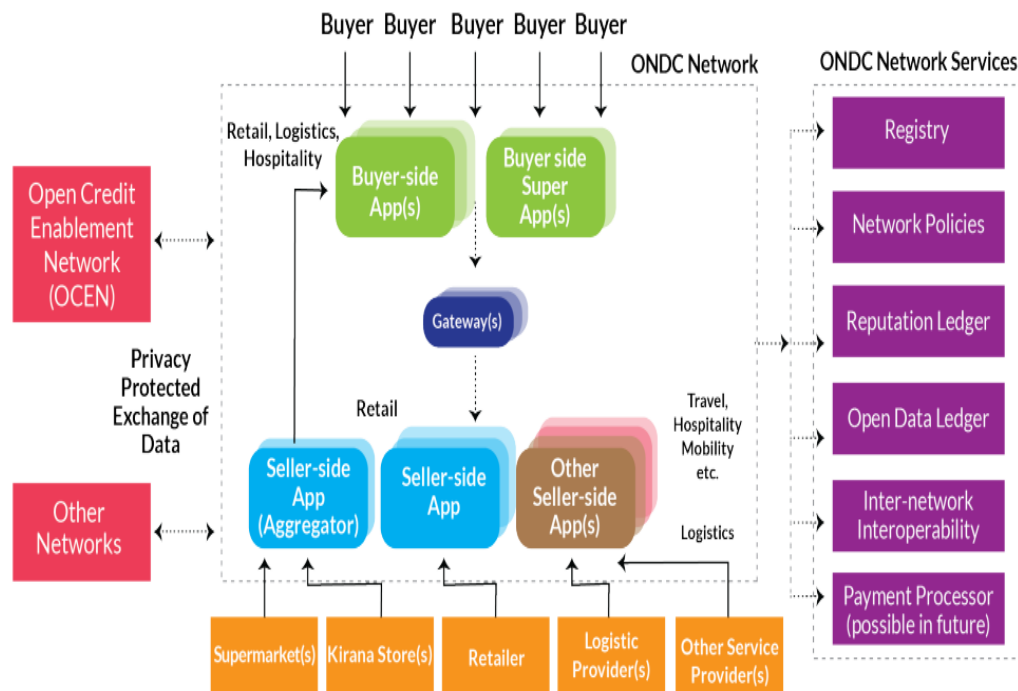 Buyer Buyer Buyer Buyer Buyer
ONDC Network
ONDC Network Services
Retail, Logistics,
Hospitality
Buyer-side
App(s)
Buyer side
Super
App(s)
Open Credit
Enablement
Network
(OCEN)
Gateway(s)
Privacy
Protected
Exchange of
Data
Retail
Travel,
Hospitality
Mobility
etc.
Seller-side
App
(Aggregator)
Seller-side
App
Other
Seller-side
App(s)
Logistics
Other
Networks
Supermarket(s)
Kirana Store(s)
Retailer
Logistic
Provider(s)
Other Service
Provider(s)
Registry
Network Policies
Reputation Ledger
Open Data Ledger
Inter-network
Interoperability
Payment Processor
(possible in future)